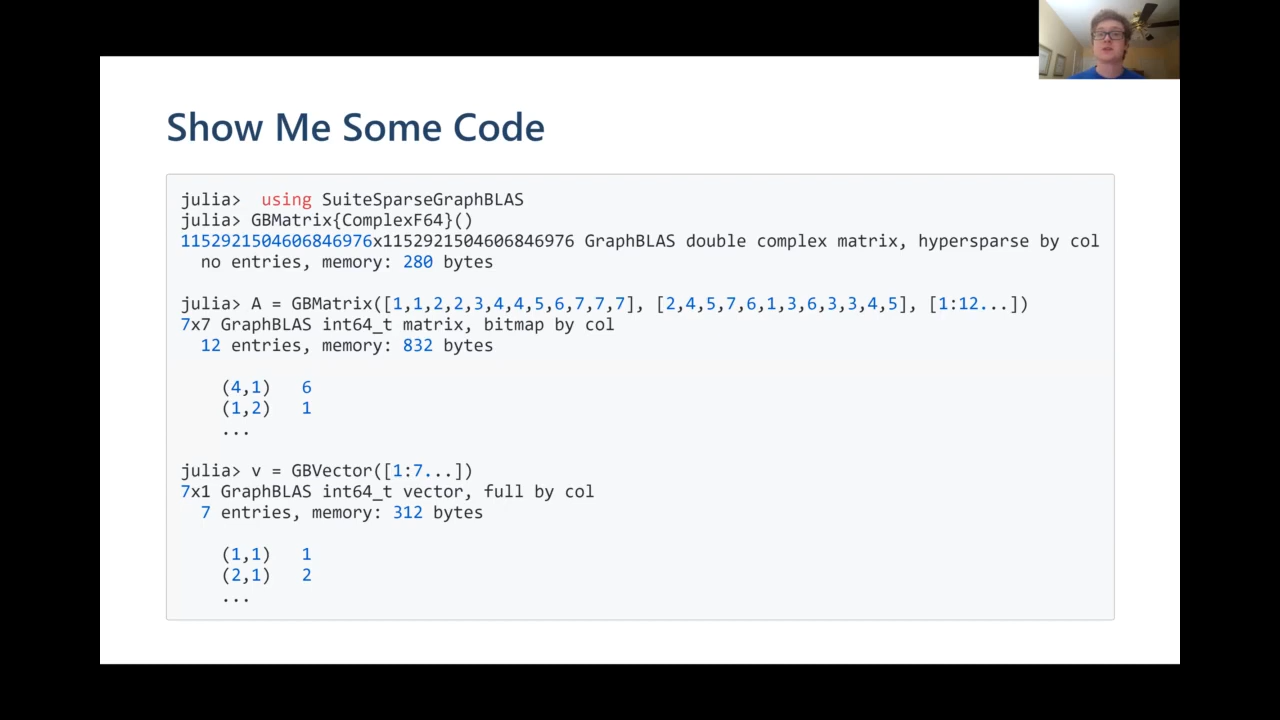 Show Me Some Code
julia>  using SuiteSparseGraphBLAS
julia> GBMatrix{ComplexF64}()
1152921504606846976x1152921504606846976 GraphBLAS double complex matrix, hypersparse by col
  no entries, memory: 280 bytes
julia> A = GBMatrix([1,1,2,2,3,4,4,5,6,7,7,7], [2,4,5,7,6,1,3,6,3,3,4,5], [1:12...])
7x7 GraphBLAS int64_t matrix, bitmap by col
  12 entries, memory: 832 bytes
    (4,1)   6
    (1,2)   1
    ...
julia> v = GBVector([1:7...])
7x1 GraphBLAS int64_t vector, full by col
  7 entries, memory: 312 bytes
    (1,1)   1
    (2,1)   2
    ...